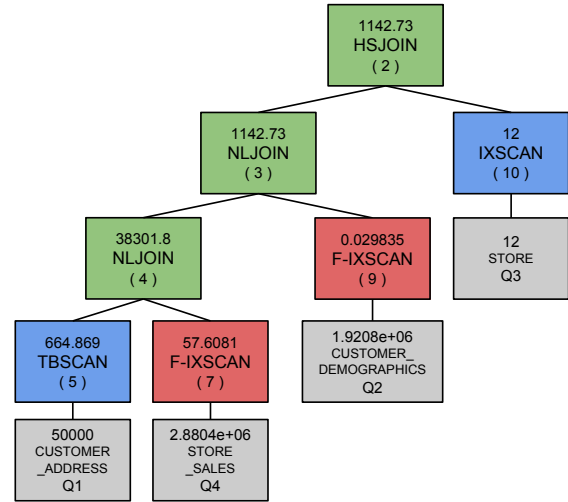 1142.73
HSJOIN
( 2 )
1142.73
NLJOIN
( 3 )
12
IXSCAN
( 10 )
38301.8
NLJOIN
( 4 )
0.029835
F-IXSCAN
( 9 )
12
STORE
Q3
664.869
TBSCAN
( 5 )
57.6081
F-IXSCAN
( 7 )
1.9208e+06
CUSTOMER_
DEMOGRAPHICS
Q2
50000
CUSTOMER
_ADDRESS
Q1
2.8804e+06
STORE
_SALES
Q4